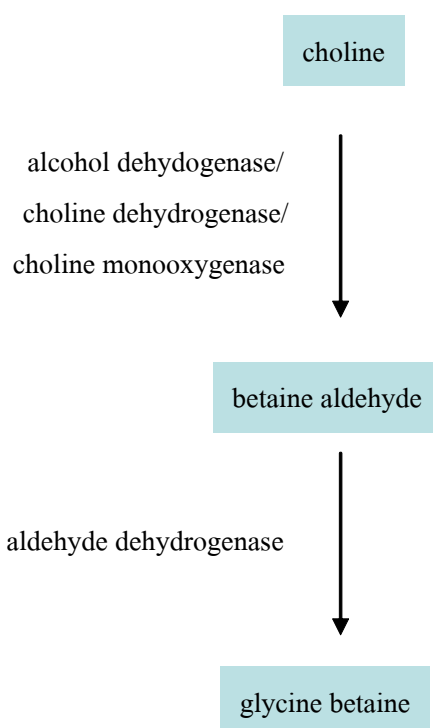 choline
alcohol dehydogenase/
choline dehydrogenase/
choline monooxygenase
betaine aldehyde
aldehyde dehydrogenase
glycine betaine